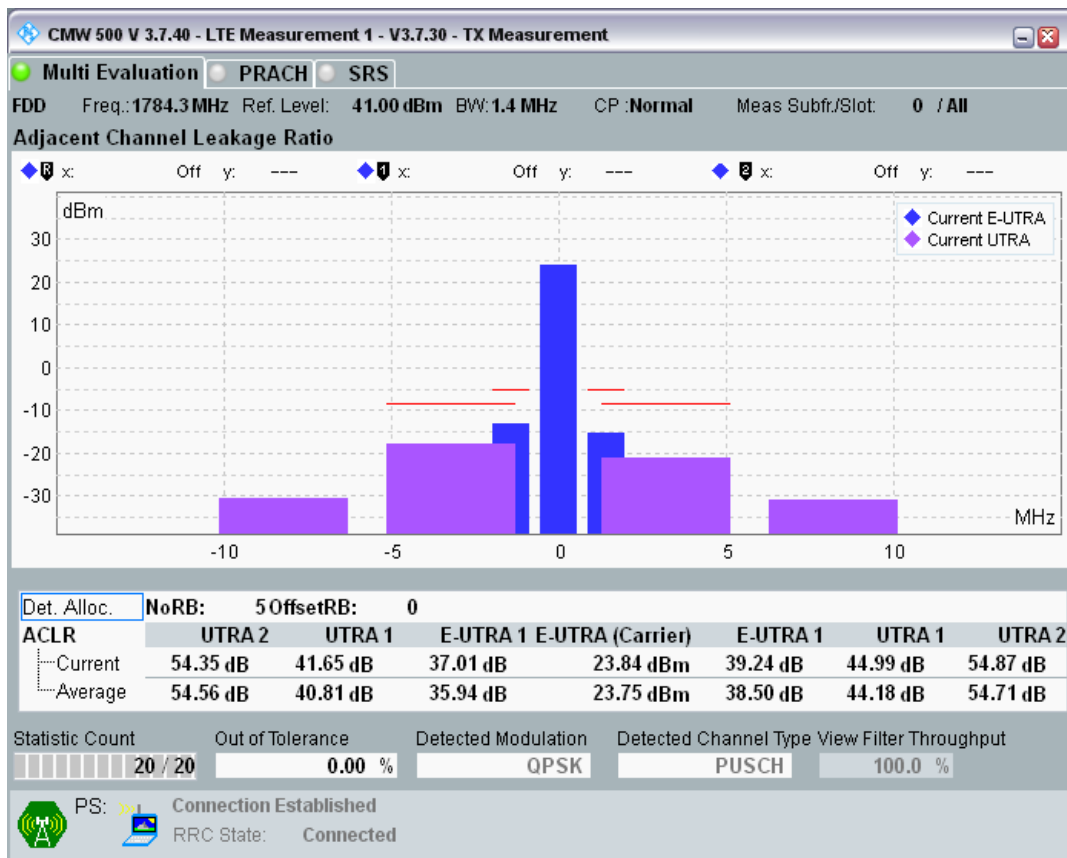 CMW 500 V 3.7.40 - LTE Measurement 1 - V3.7.30 - TX Measurement
Multi Evaluation PRACH SRS
FDD Freq.: 1784.3 MHz Ref. Level: 41.00 dBm BW: 1.4 MHz CP :Normal Meas Subfr./Slot: 0 / All
Adjacent Channel Leakage Ratio
R x: Off y: --- 1 x: Off y: --- 2 x: Off y: ---
dBm
Current E-UTRA
Current UTRA
30
20
10
0
-10
-20
-30
MHz
-10 -5 0 5 10
Det. Alloc. NoRB: 5 OffsetRB: 0
ACLR UTRA 2 UTRA 1 E-UTRA 1 E-UTRA (Carrier) E-UTRA 1 UTRA 1 UTRA 2
Current 54.35 dB 41.65 dB 37.01 dB 23.84 dBm 39.24 dB 44.99 dB 54.87 dB
Average 54.56 dB 40.81 dB 35.94 dB 23.75 dBm 38.50 dB 44.18 dB 54.71 dB
Statistic Count Out of Tolerance Detected Modulation Detected Channel Type View Filter Throughput
20 / 20 0.00 % QPSK PUSCH 100.0 %
PS: Connection Established
RRC State: Connected